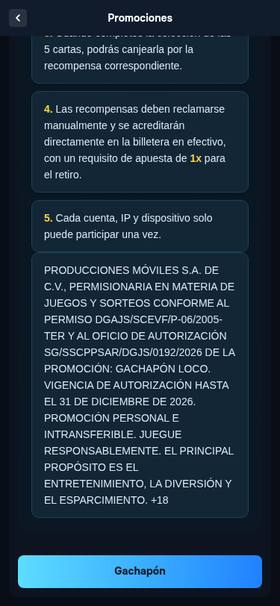 Promociones
5 cartas, podrás canjearla por la
recompensa correspondiente.
4. Las recompensas deben reclamarse
manualmente y se acreditarán
directamente en la billetera en efectivo,
con un requisito de apuesta de 1x para
el retiro.
5. Cada cuenta, IP y dispositivo solo
puede participar una vez.
PRODUCCIONES MÓVILES S.A. DE
C.V., PERMISIONARIA EN MATERIA DE
JUEGOS Y SORTEOS CONFORME AL
PERMISO DGAJS/SCEVF/P-06/2005-
TER Y AL OFICIO DE AUTORIZACIÓN
SG/SSCPPSAR/DGJS/0192/2026 DE LA
PROMOCIÓN: GACHAPÓN LOCO.
VIGENCIA DE AUTORIZACIÓN HASTA
EL 31 DE DICIEMBRE DE 2026.
PROMOCIÓN PERSONAL E
INTRANSFERIBLE. JUEGUE
RESPONSABLEMENTE. EL PRINCIPAL
PROPÓSITO ES EL
ENTRETENIMIENTO, LA DIVERSIÓN Y
EL ESPARCIMIENTO. +18
Gachapón